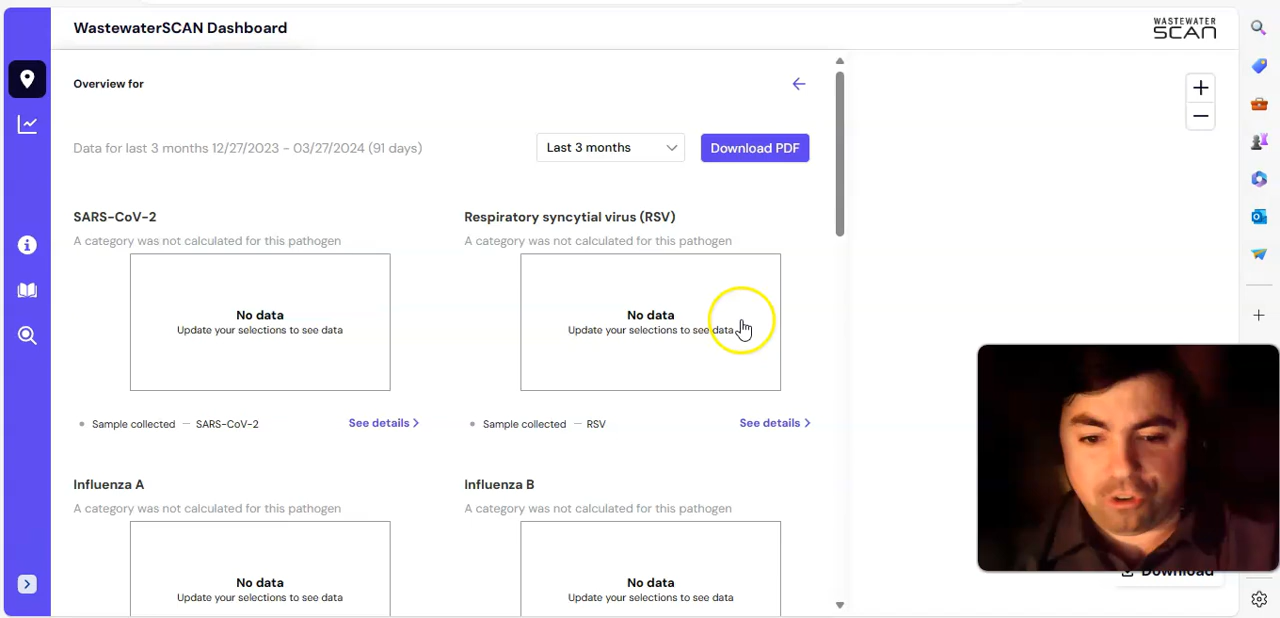 WastewaterSCAN Dashboard
WASTEWATER
SCAN
Overview for
Data for last 3 months 12/27/2023 - 03/27/2024 (91 days)
Last 3 months
Download PDF
SARS-CoV-2
A category was not calculated for this pathogen
No data
Update your selections to see data
Sample collected
SARS-CoV-2
See details
Respiratory syncytial virus (RSV)
A category was not calculated for this pathogen
No data
Update your selections to see data
Sample collected
RSV
See details
Influenza A
A category was not calculated for this pathogen
No data
Update your selections to see data
Influenza B
A category was not calculated for this pathogen
No data
Update your selections to see data
Download